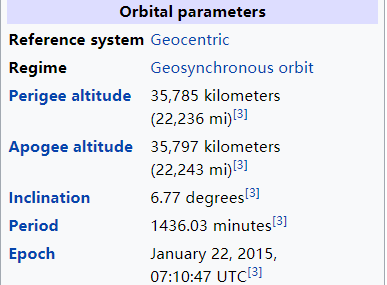 Orbital parameters
Reference system Geocentric
Regime Geosynchronous orbit
Perigee altitude 35,785 kilometers
(22,236 mi)[3]
Apogee altitude 35,797 kilometers
(22,243 mi)[3]
Inclination 6.77 degrees[3]
Period 1436.03 minutes[3]
Epoch January 22, 2015,
07:10:47 UTC[3]